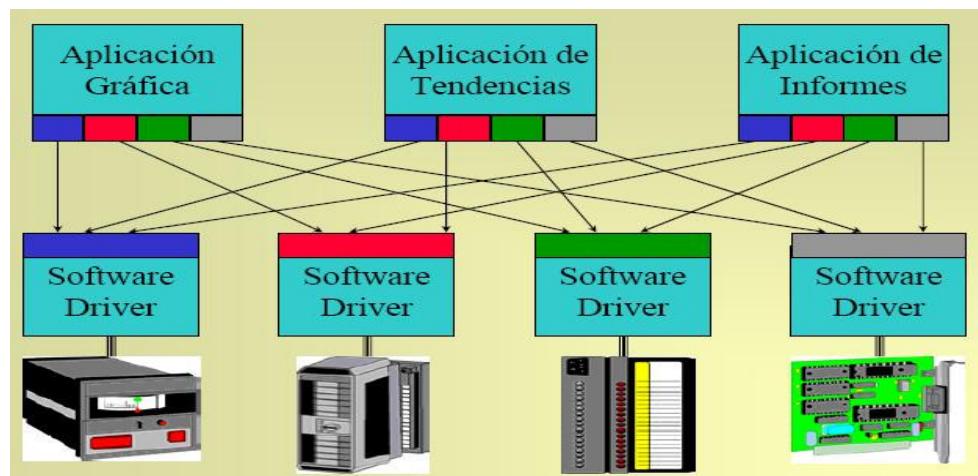 Aplicación
Gráfica
Aplicación de
Tendencias
Aplicación de
Informes
Software
Driver
Software
Driver
Software
Driver
Software
Driver